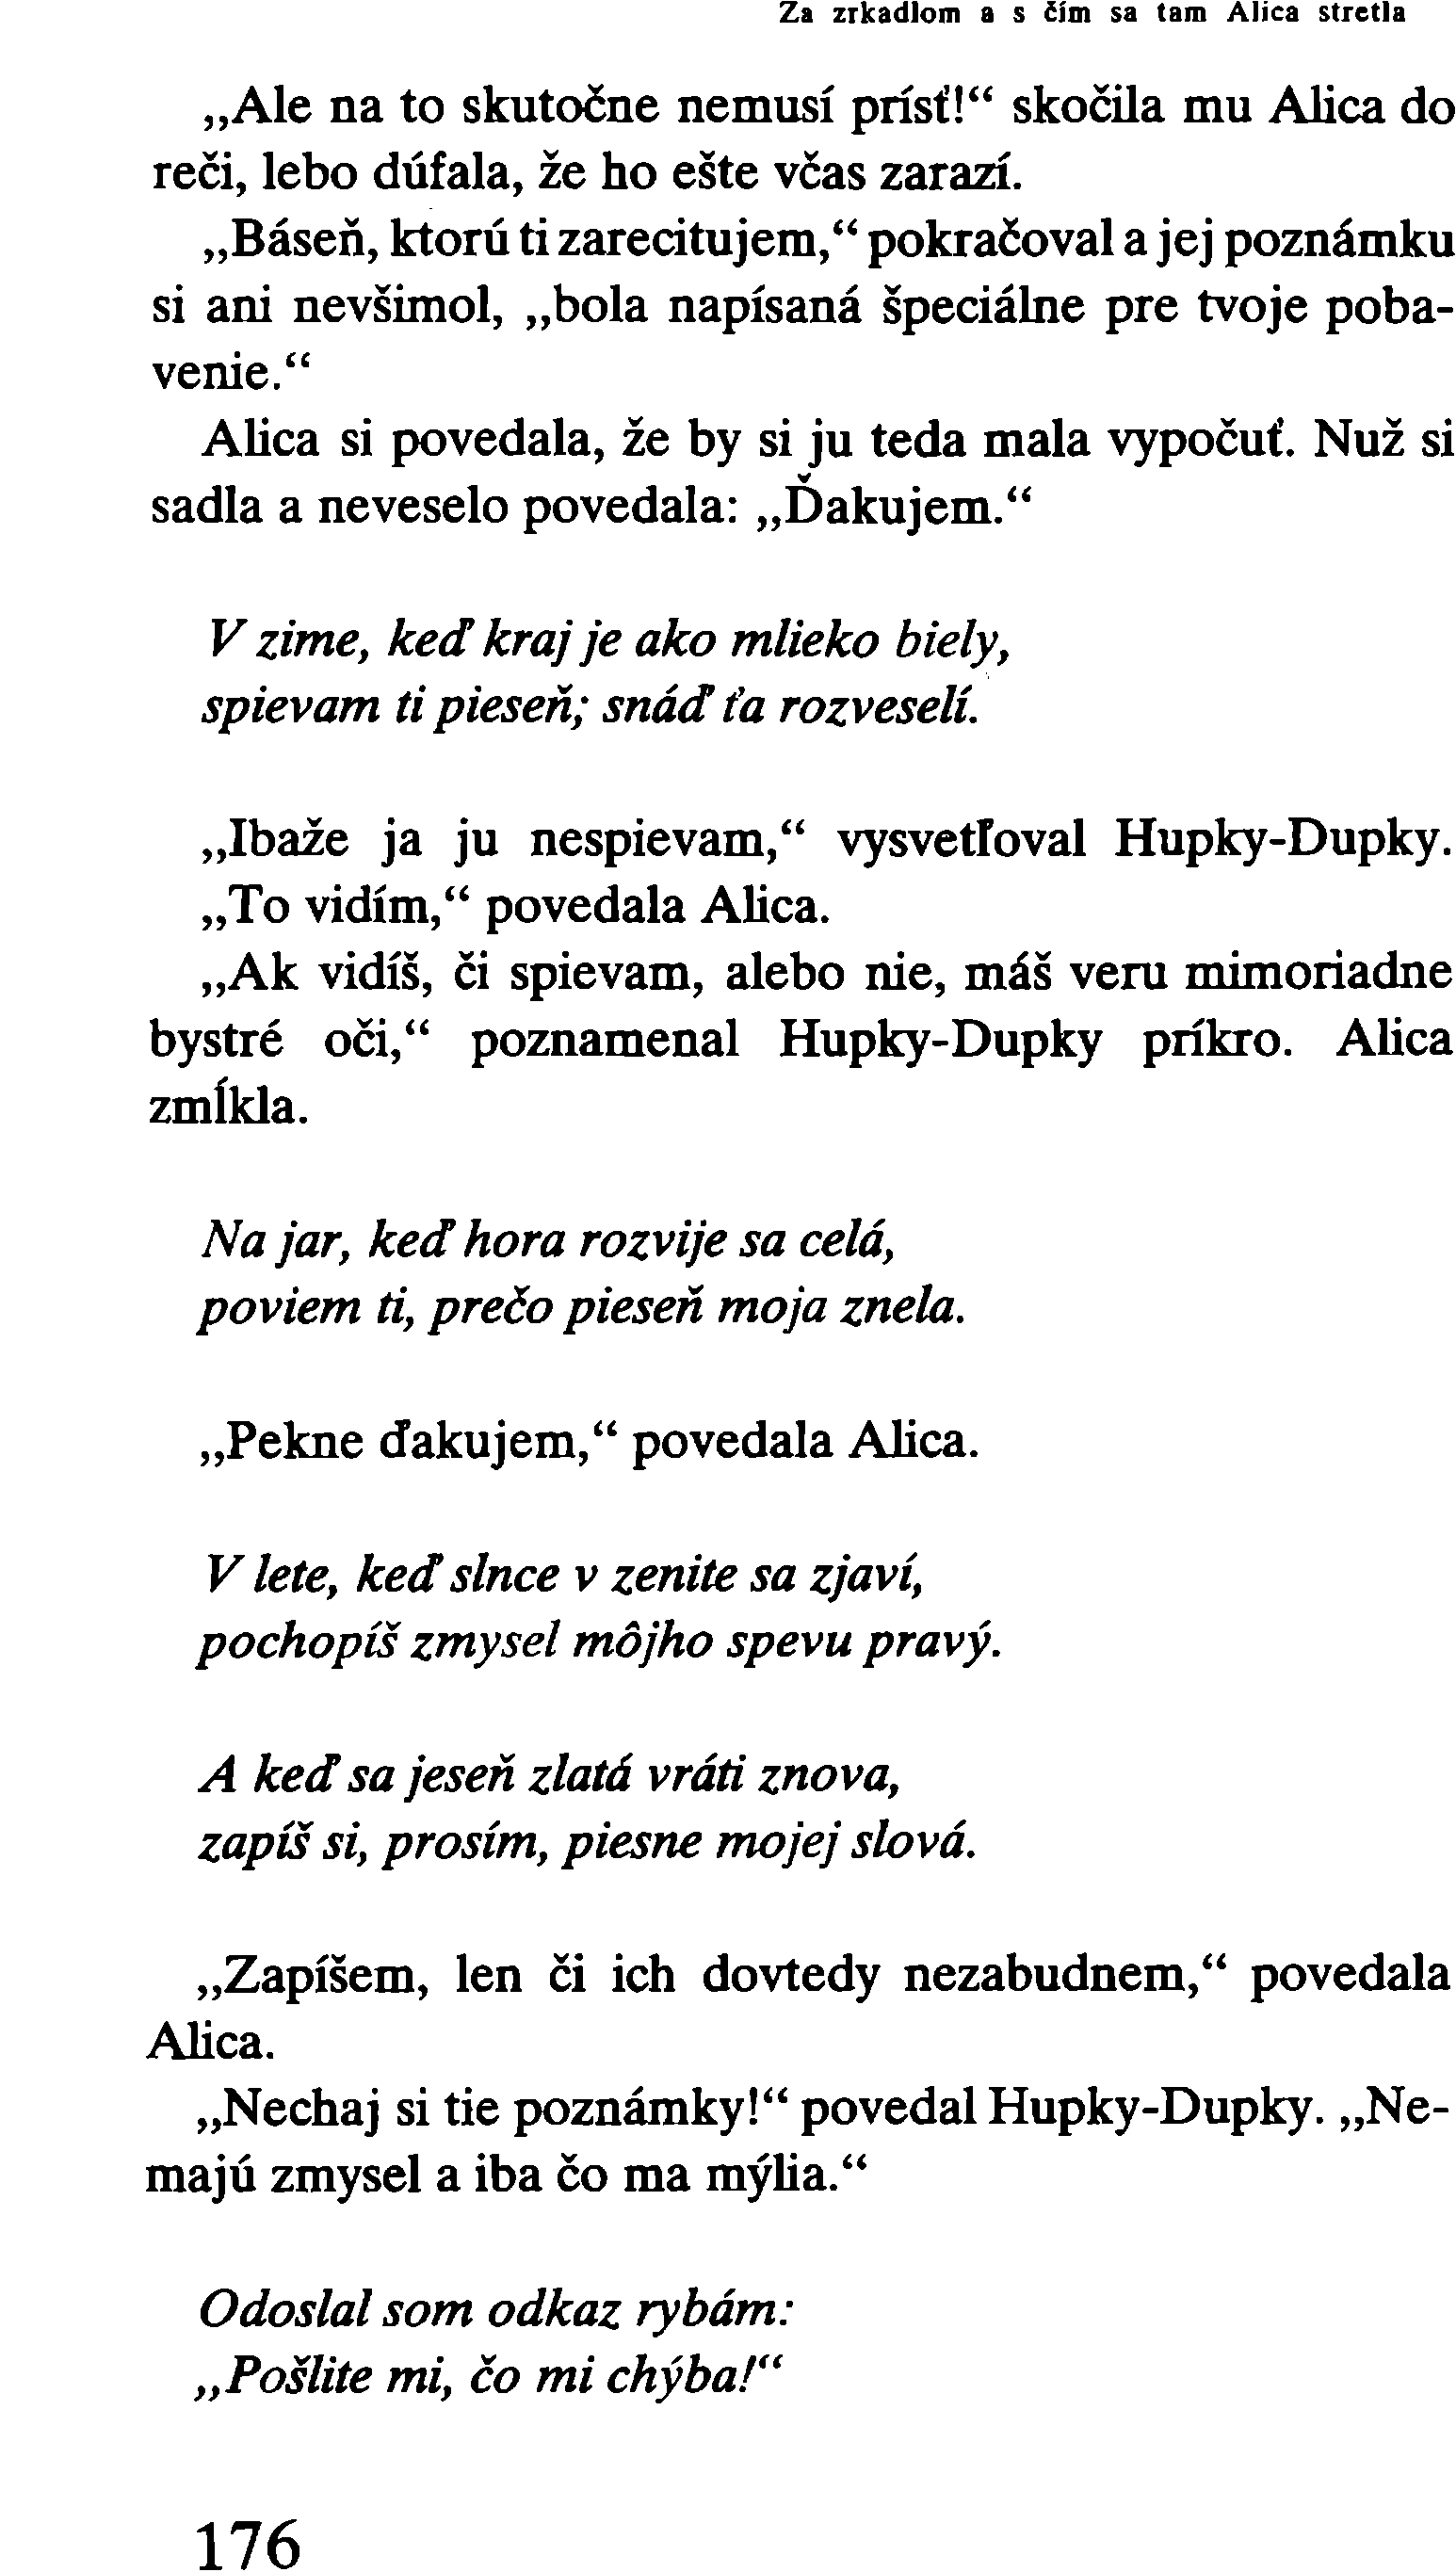 Za zrkadlom a s čím sa tam Alica stretla
„Ale na to skutočne nemusí prísť!“ skočila mu Alica do
reči, lebo dúfala, že ho ešte včas zarazí.
„Báseň, ktorú ti zarecitujem,“ pokračoval a jej poznámku
si ani nevšimol, „bola napísaná špeciálne pre tvoje poba-
venie.“
Alica si povedala, že by si ju teda mala vypočuť. Nuž si
sadla a neveselo povedala: „Ďakujem.“
V zime, keď kraj je ako mlieko biely,
spievam ti pieseň; snáď ťa rozveselí.
„Ibaže ja ju nespievam,“ vysvetľoval Hupky-Dupky.
„To vidím,“ povedala Alica.
„Ak vidíš, či spievam, alebo nie, máš veru mimoriadne
bystré oči,“ poznamenal Hupky-Dupky príkro. Alica
zmĺkla.
Na jar, keď hora rozvije sa celá,
poviem ti, prečo pieseň moja znela.
„Pekne ďakujem,“ povedala Alica.
V lete, keď slnce v zenite sa zjaví,
pochopíš zmysel môjho spevu pravý.
A keď sa jeseň zlatá vráti znova,
zapíš si, prosím, piesne mojej slová.
„Zapíšem, len či ich dovtedy nezabudnem,“ povedala
Alica.
„Nechaj si tie poznámky!“ povedal Hupky-Dupky. „Ne-
majú zmysel a iba čo ma mýlia.“
Odoslal som odkaz rybám:
„Pošlite mi, čo mi chýba!“
176